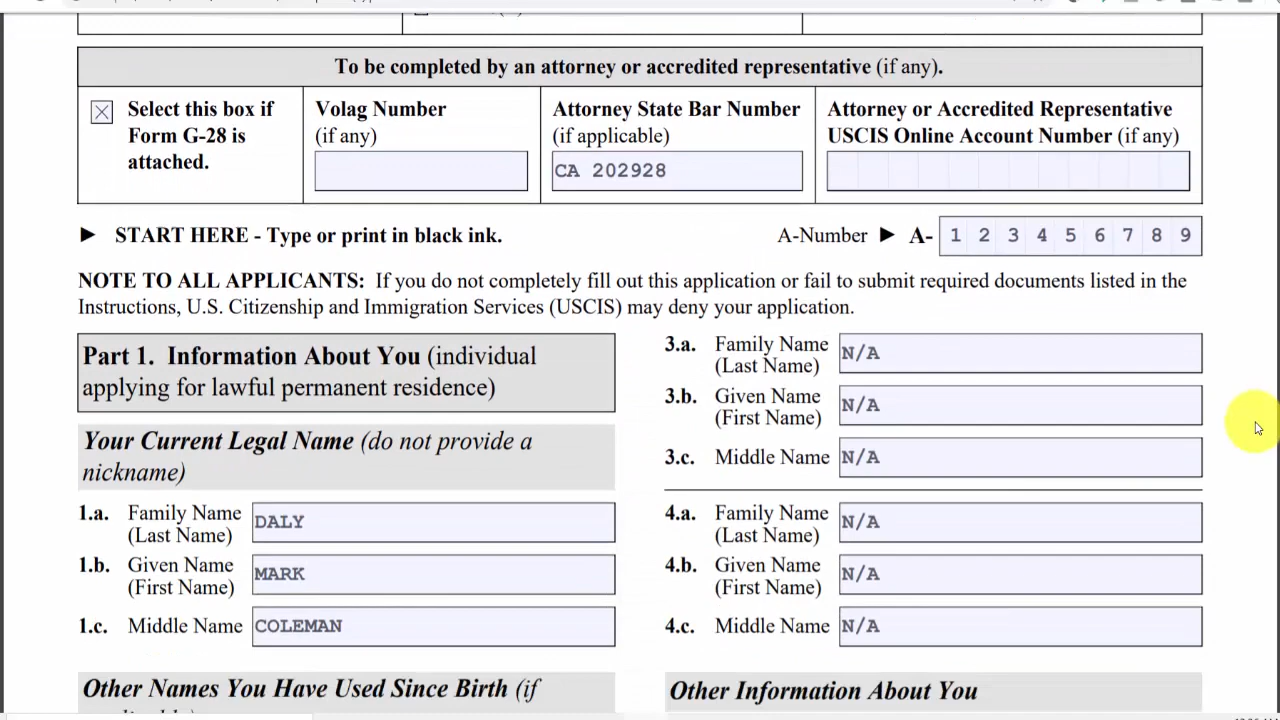 To be completed by an attorney or accredited representative (if any).
Select this box if
Form G-28 is
attached.
Volag Number
(if any)
Attorney State Bar Number
(if applicable)
CA 202928
Attorney or Accredited Representative
USCIS Online Account Number (if any)
► START HERE - Type or print in black ink.
A-Number ► A- 1 2 3 4 5 6 7 8 9
NOTE TO ALL APPLICANTS: If you do not completely fill out this application or fail to submit required documents listed in the
Instructions, U.S. Citizenship and Immigration Services (USCIS) may deny your application.
Part 1. Information About You (individual
applying for lawful permanent residence)
Your Current Legal Name (do not provide a
nickname)
1.a. Family Name
(Last Name)
DALY
1.b. Given Name
(First Name)
MARK
1.c. Middle Name COLEMAN
Other Names You Have Used Since Birth (if
3.a. Family Name
(Last Name)
N/A
3.b. Given Name
(First Name)
N/A
3.c. Middle Name N/A
4.a. Family Name
(Last Name)
N/A
4.b. Given Name
(First Name)
N/A
4.c. Middle Name N/A
Other Information About You